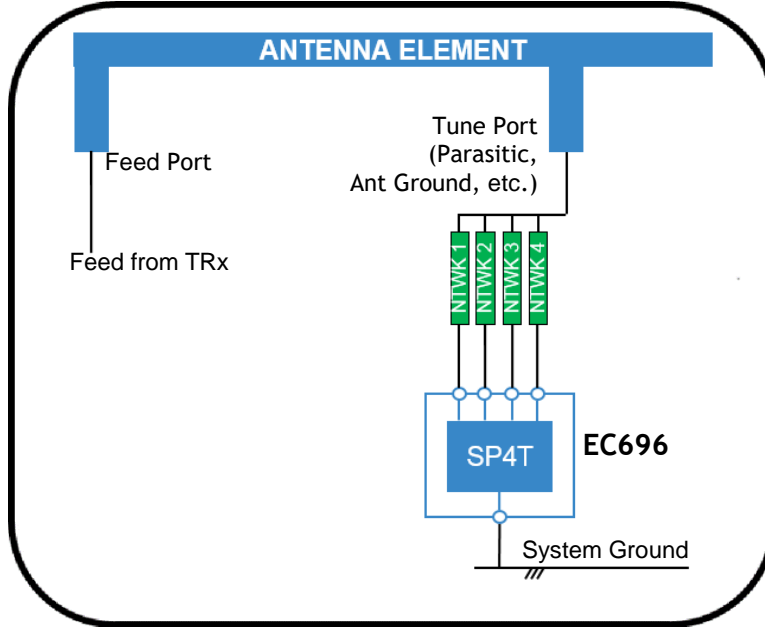 ANTENNA ELEMENT
Feed Port
Tune Port
(Parasitic,
Ant Ground, etc.)
Feed from TRx
NTWK 1
NTWK 2
NTWK 3
NTWK 4
EC696
SP4T
System Ground